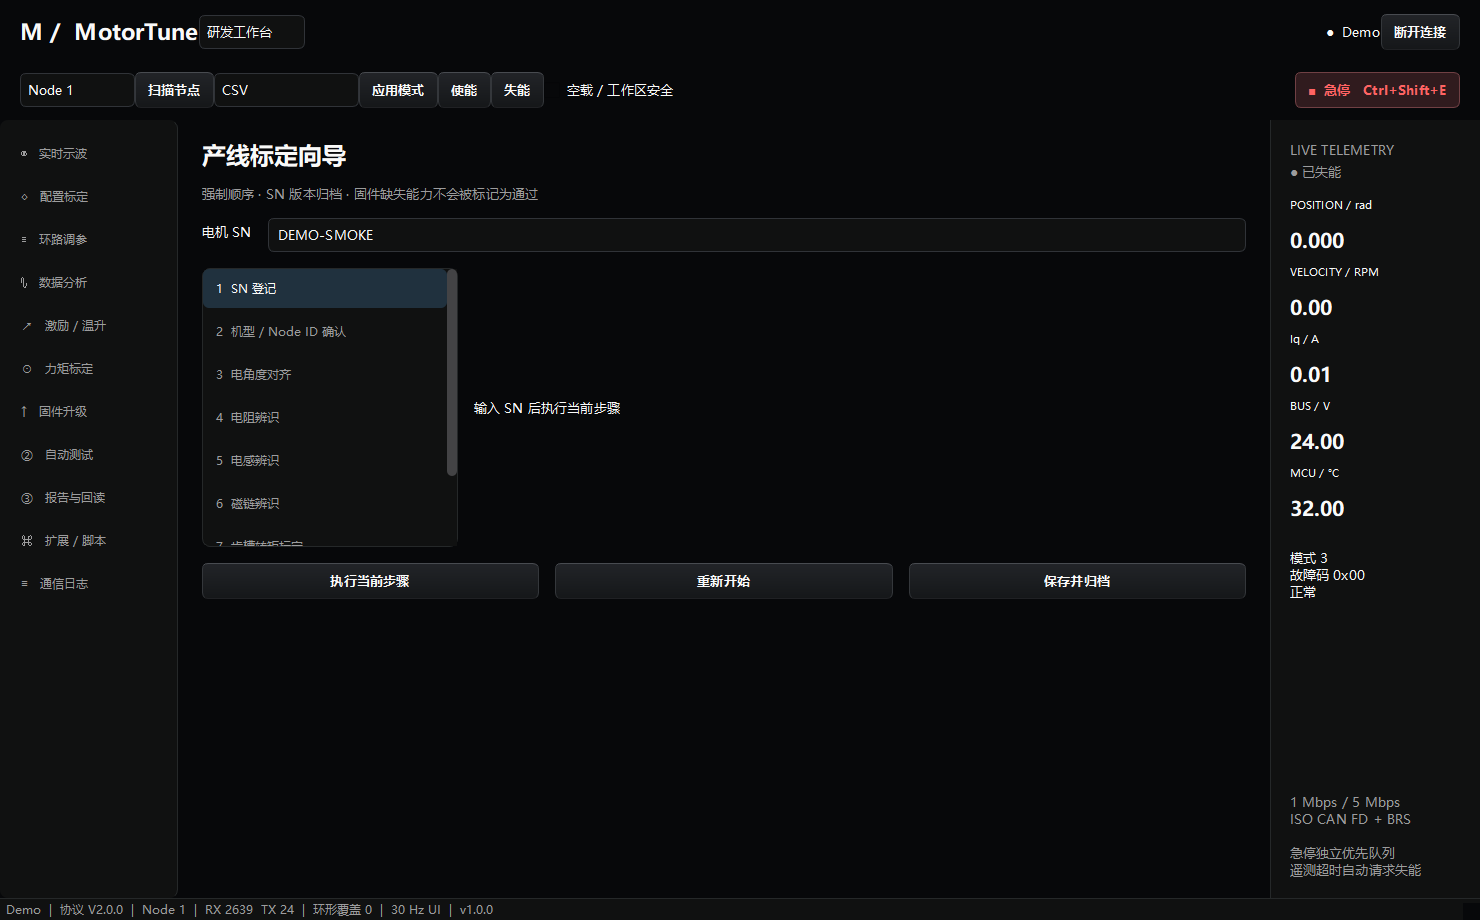 M / MotorTune 研发工作台 ● Demo 断开连接
Node 1 扫描节点 CSV 应用模式 使能 失能 空载 / 工作区安全 ■ 急停 Ctrl+Shift+E
实时示波
配置标定
环路调参
数据分析
激励 / 温升
力矩标定
固件升级
② 自动测试
③ 报告与回读
⌘ 扩展 / 脚本
通信日志
产线标定向导
强制顺序 · SN 版本归档 · 固件缺失能力不会被标记为通过
电机 SN DEMO-SMOKE
1 SN 登记
2 机型 / Node ID 确认
3 电角度对齐
4 电阻辨识
5 电感辨识
6 磁链辨识
7 齿槽转矩标定
输入 SN 后执行当前步骤
执行当前步骤 重新开始 保存并归档
LIVE TELEMETRY
● 已失能
POSITION / rad
0.000
VELOCITY / RPM
0.00
Iq / A
0.01
BUS / V
24.00
MCU / °C
32.00
模式 3
故障码 0x00
正常
1 Mbps / 5 Mbps
ISO CAN FD + BRS
急停独立优先队列
遥测超时自动请求失能
Demo | 协议 V2.0.0 | Node 1 | RX 2639 TX 24 | 环形覆盖 0 | 30 Hz UI | v1.0.0